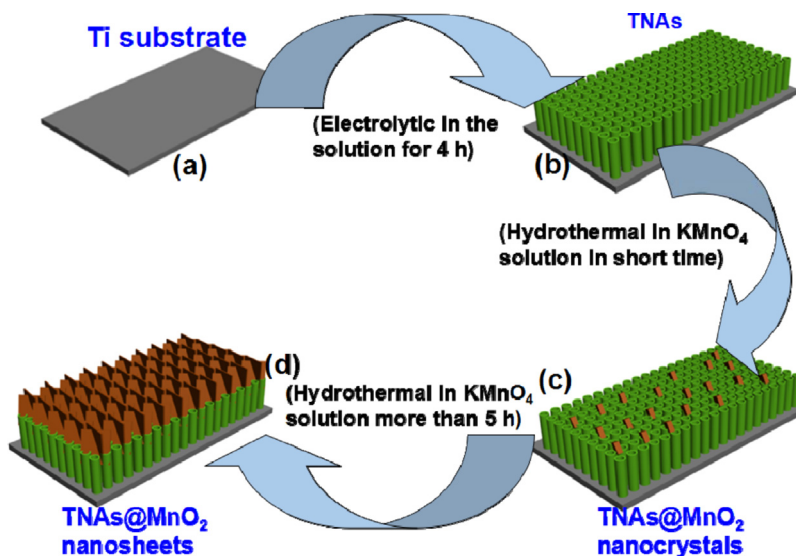 Ti substrate
TNAs
(Electrolytic in the
solution for 4 h)
(a)
(b)
(Hydrothermal in KMnO₄
solution in short time)
(d)
(c)
(Hydrothermal in KMnO₄
solution more than 5 h)
TNAs@MnO₂
nanosheets
TNAs@MnO₂
nanocrystals